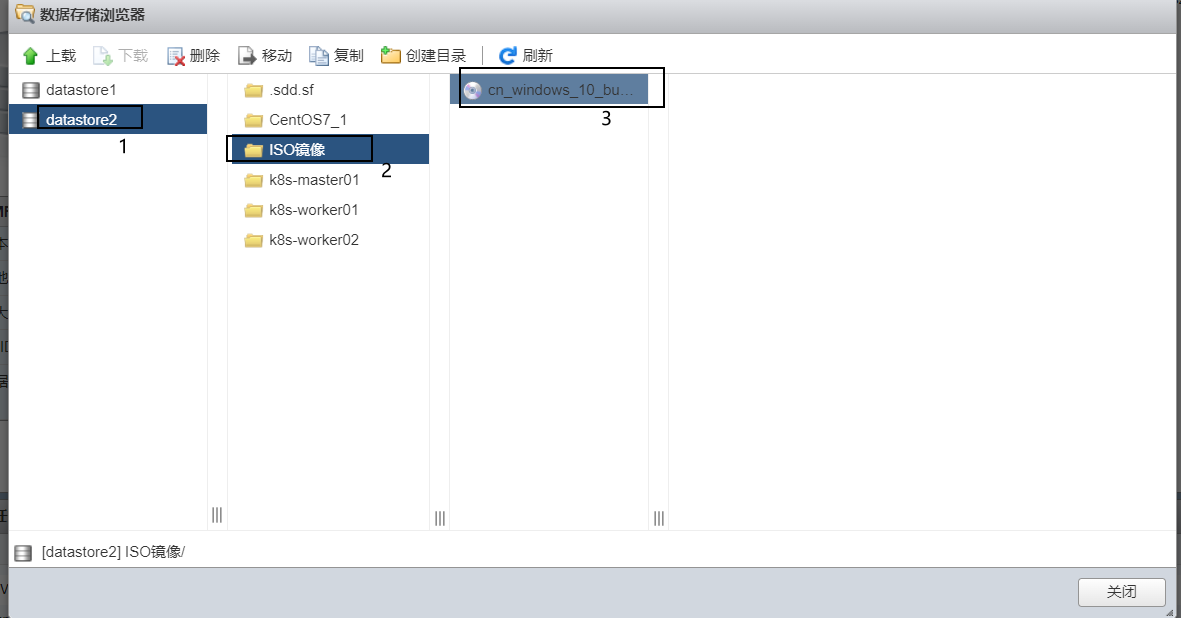 数据存储浏览器
上载 下载 删除 移动 复制 创建目录 刷新
datastore1
datastore2
1
.sdd.sf
CentOS7_1
ISO镜像
2
k8s-master01
k8s-worker01
k8s-worker02
cn_windows_10_bu...
3
[datastore2] ISO镜像/
关闭